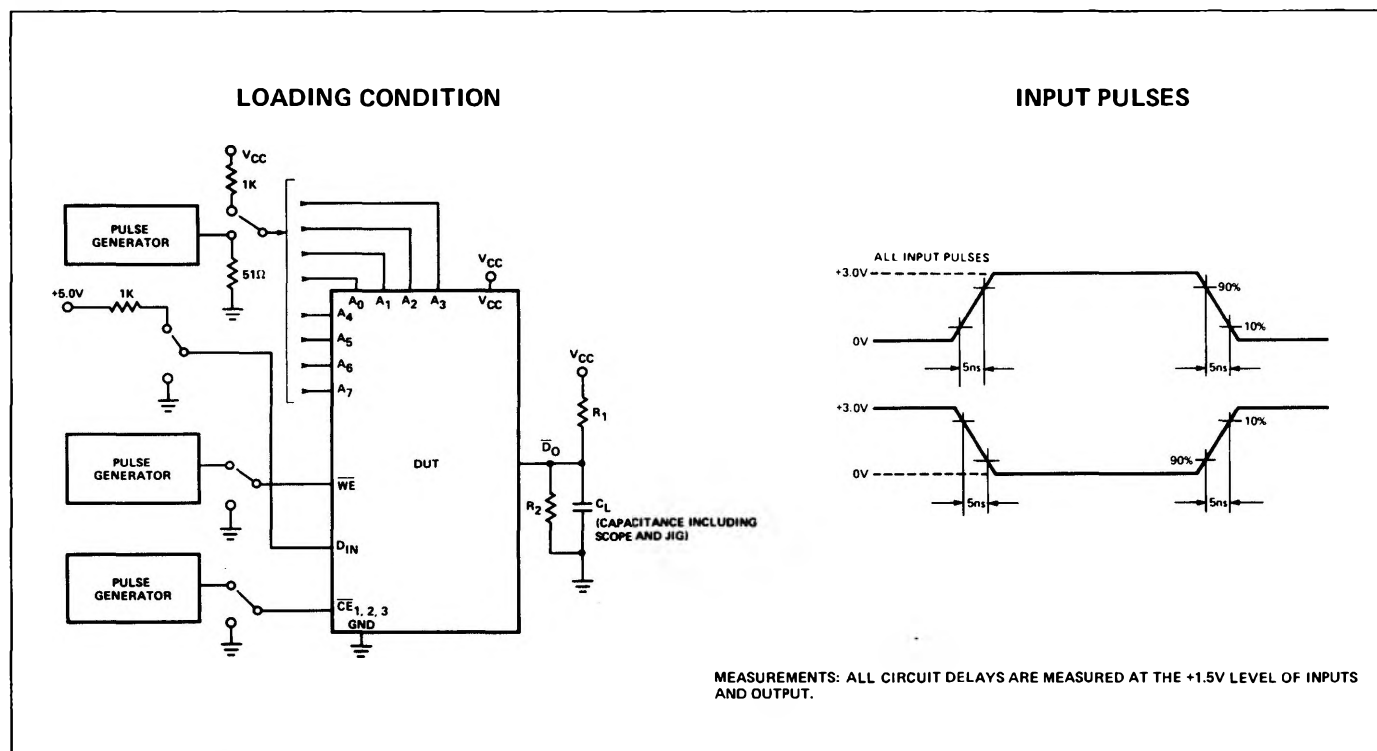 LOADING CONDITION
INPUT PULSES
VCC
1K
PULSE
GENERATOR
51Ω
+5.0V
1K
VCC
A0 A1 A2 A3 VCC
A4
A5
A6
A7
VCC
R1
D̅O
DUT
PULSE
GENERATOR
W̅E̅
R2
CL
(CAPACITANCE INCLUDING
SCOPE AND JIG)
DIN
PULSE
GENERATOR
C̅E̅1, 2, 3
GND
ALL INPUT PULSES
+3.0V
90%
10%
0V
5ns
5ns
+3.0V
10%
90%
0V
5ns
5ns
MEASUREMENTS: ALL CIRCUIT DELAYS ARE MEASURED AT THE +1.5V LEVEL OF INPUTS
AND OUTPUT.